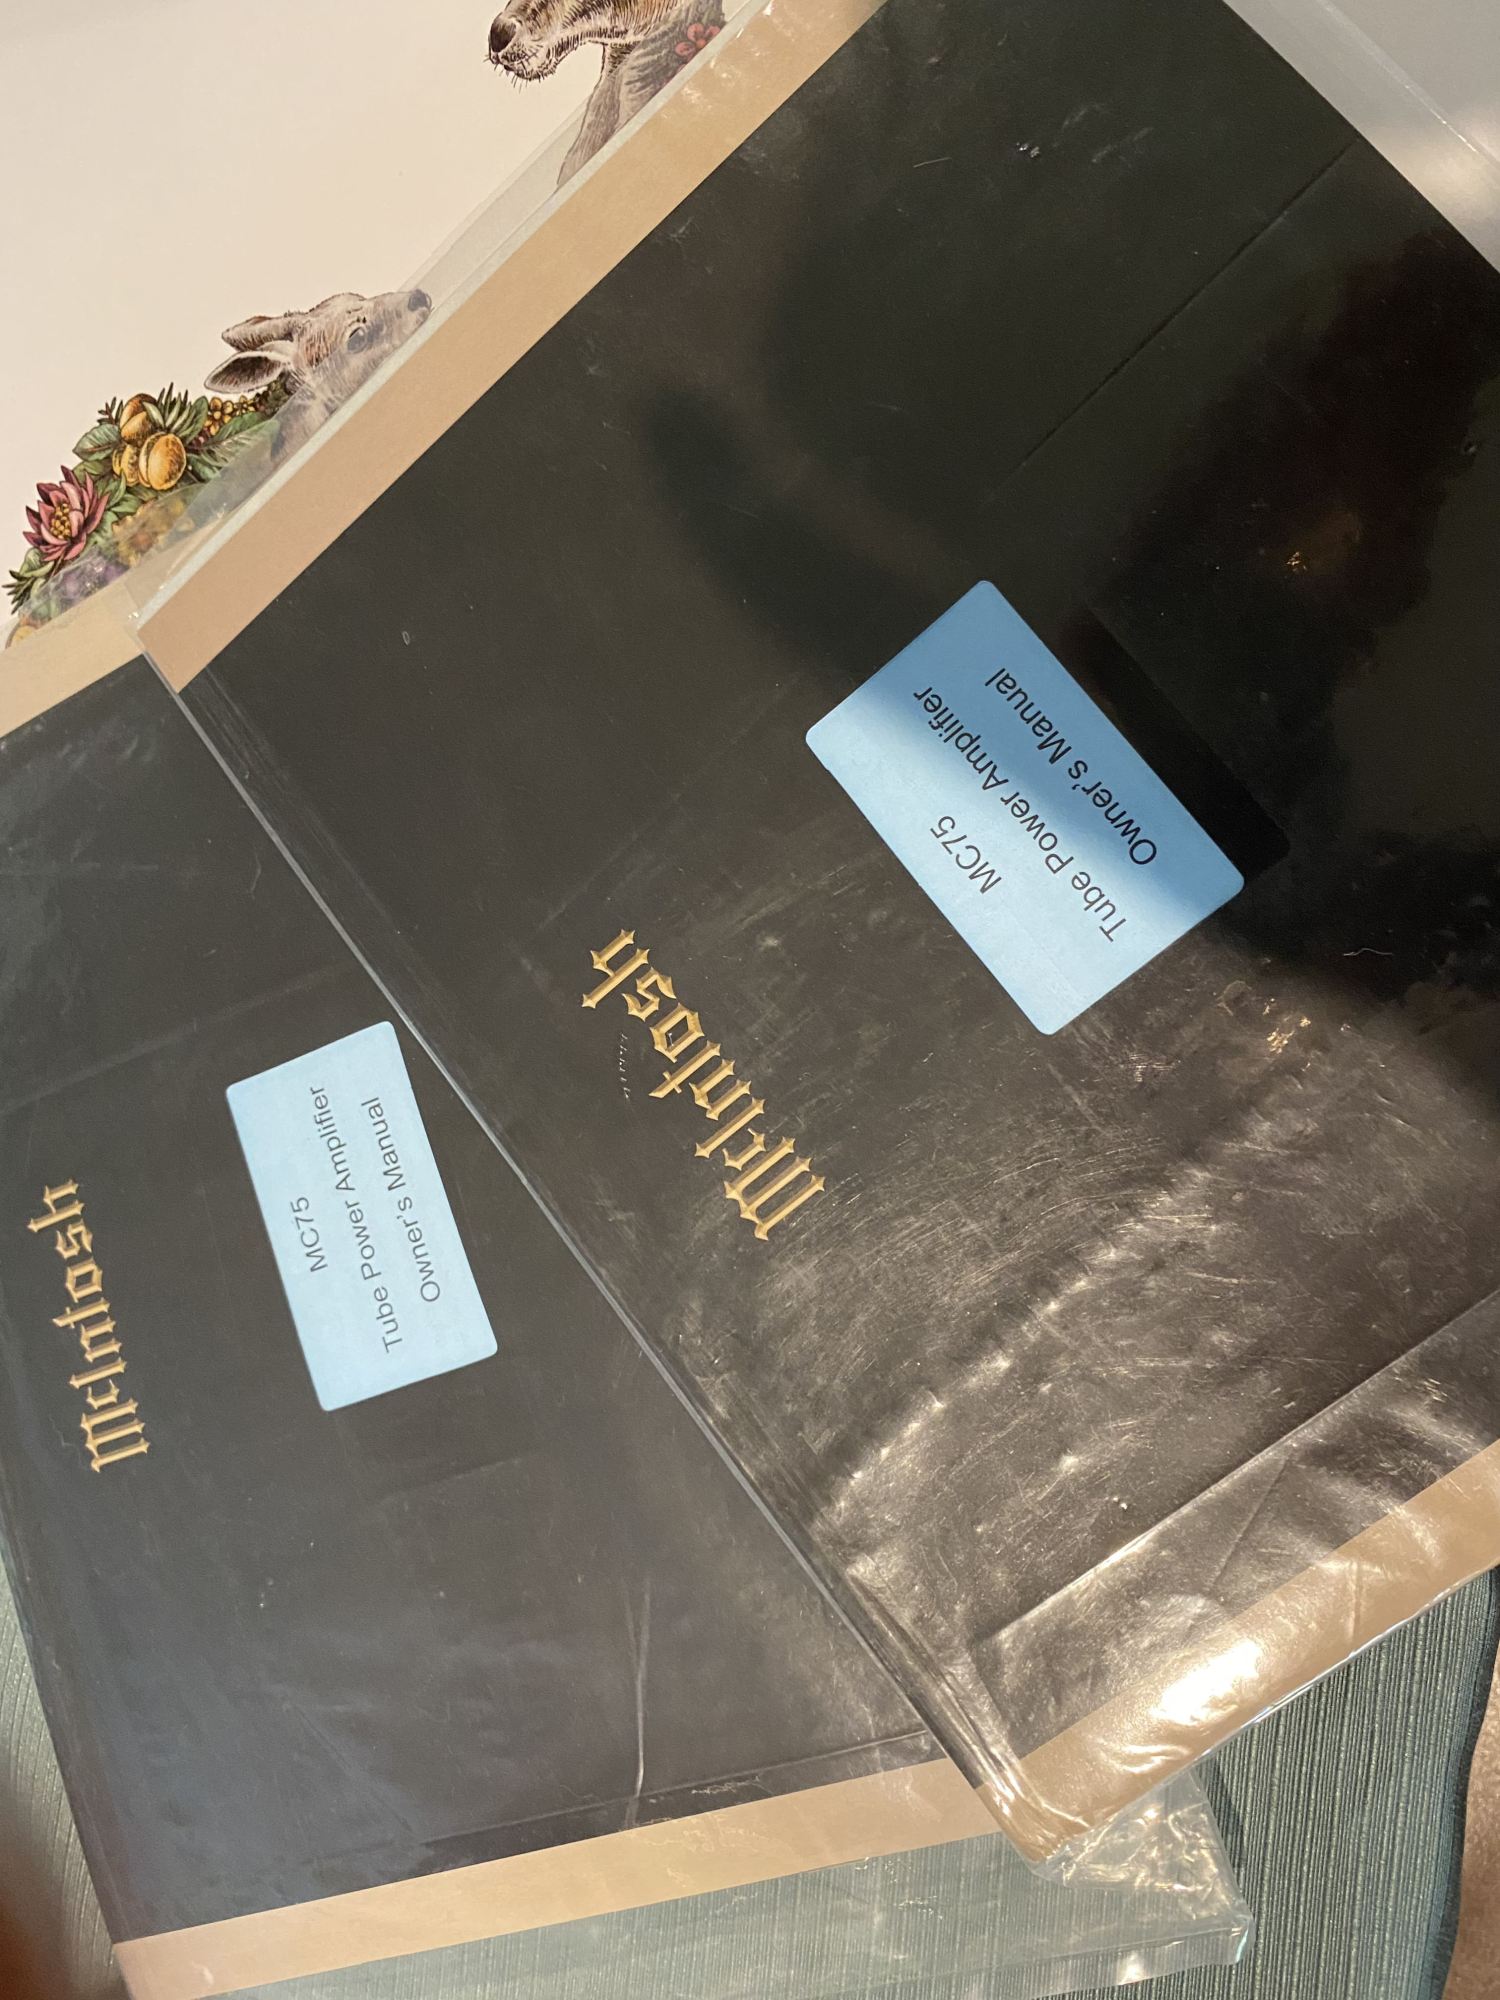 McIntosh
MC75
Tube Power Amplifier
Owner's Manual
McIntosh
MC75
Tube Power Amplifier
Owner's Manual